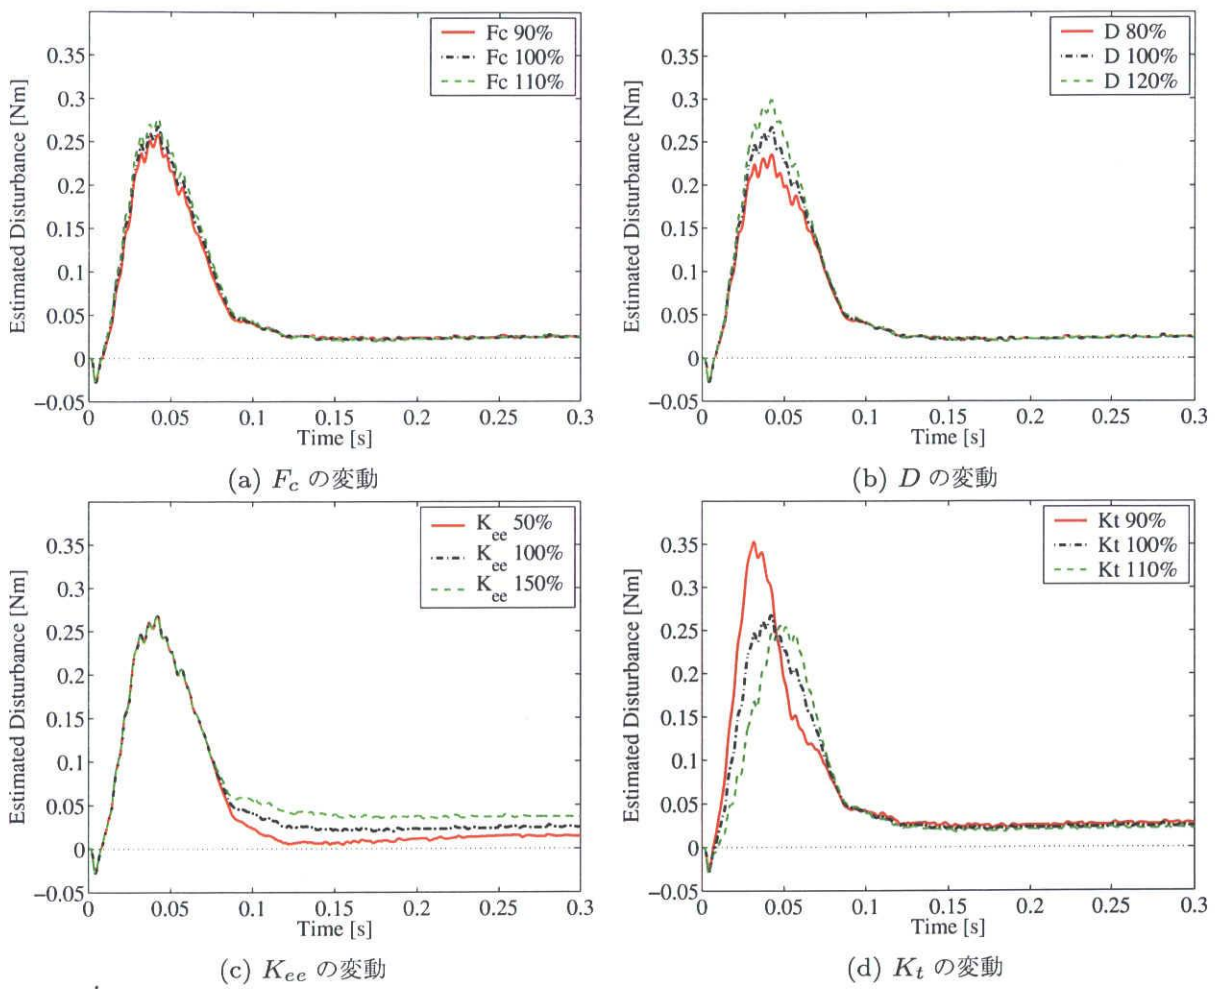 Fc 90%
Fc 100%
Fc 110%
Estimated Disturbance [Nm]
0.35
0.3
0.25
0.2
0.15
0.1
0.05
0
−0.05
0 0.05 0.1 0.15 0.2 0.25 0.3
Time [s]
(a) Fc の変動
D 80%
D 100%
D 120%
Estimated Disturbance [Nm]
0.35
0.3
0.25
0.2
0.15
0.1
0.05
0
−0.05
0 0.05 0.1 0.15 0.2 0.25 0.3
Time [s]
(b) D の変動
K_ee 50%
K_ee 100%
K_ee 150%
Estimated Disturbance [Nm]
0.35
0.3
0.25
0.2
0.15
0.1
0.05
0
−0.05
0 0.05 0.1 0.15 0.2 0.25 0.3
Time [s]
(c) Kee の変動
Kt 90%
Kt 100%
Kt 110%
Estimated Disturbance [Nm]
0.35
0.3
0.25
0.2
0.15
0.1
0.05
0
−0.05
0 0.05 0.1 0.15 0.2 0.25 0.3
Time [s]
(d) Kt の変動